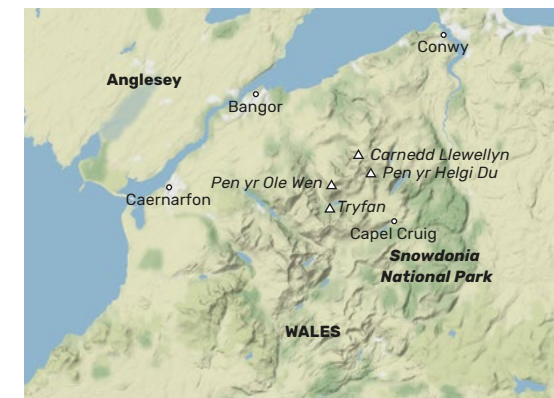 Conwy
Anglesey
Bangor
Carnedd Llewellyn
Pen yr Helgi Du
Pen yr Ole Wen
Caernarfon
Tryfan
Capel Cruig
Snowdonia
National Park
WALES